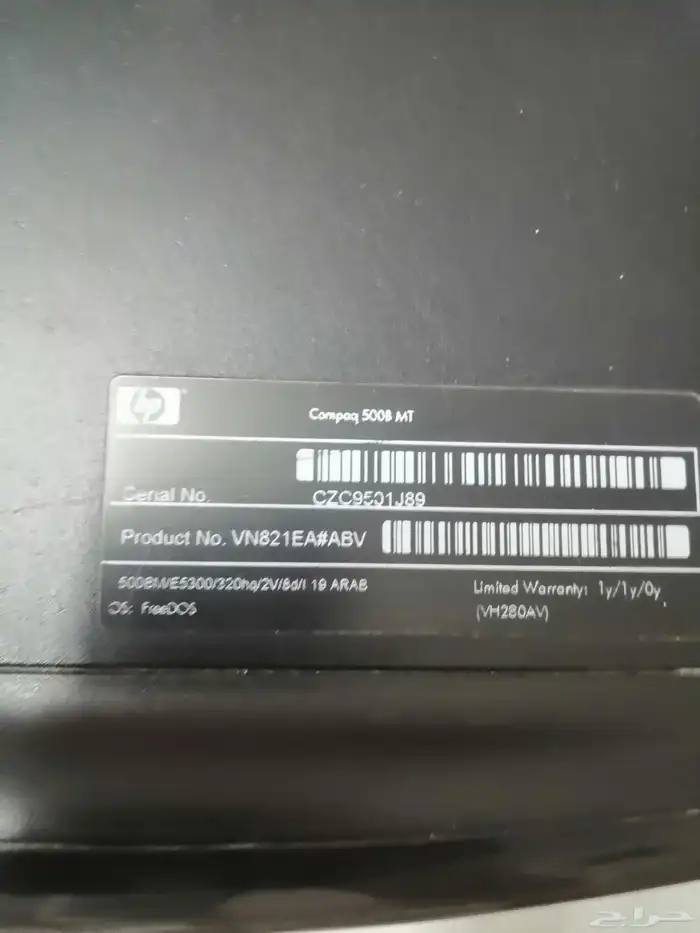 hp
Compaq 500B MT
Serial No.
CZC9501J89
Product No. VN821EA#ABV
500BM/E5300/320hq/2V/8d/l 19 ARAB
OS: FreeDOS
Limited Warranty: 1y/1y/0y
(VH280AV)
حراج